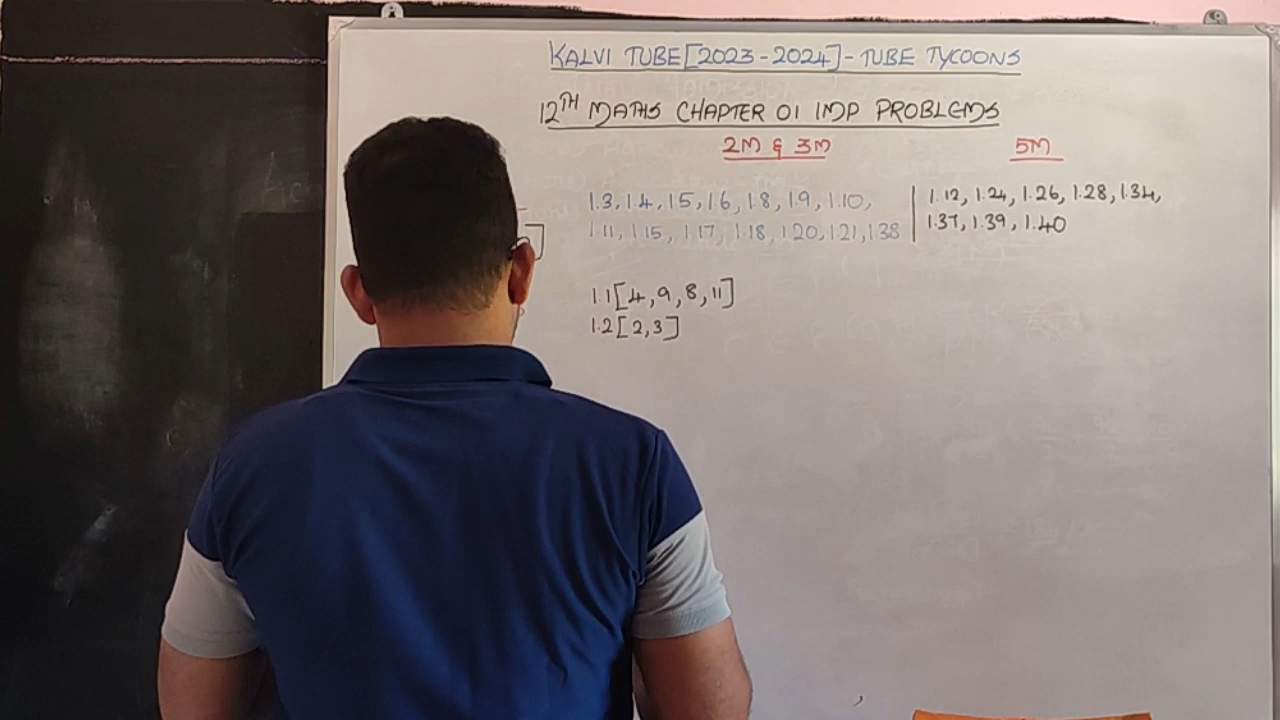 KALVI TUBE[2023-2024]-TUBE TYCOONS
12TH MATHS CHAPTER 01 IMP PROBLEMS
2M & 3M
5M
1.3, 1.4, 1.5, 1.6, 1.8, 1.9, 1.10,
1.11, 1.15, 1.17, 1.18, 1.20, 1.21, 1.38
1.12, 1.24, 1.26, 1.28, 1.34,
1.37, 1.39, 1.40
1.1[4,9,8,11]
1.2[2,3]